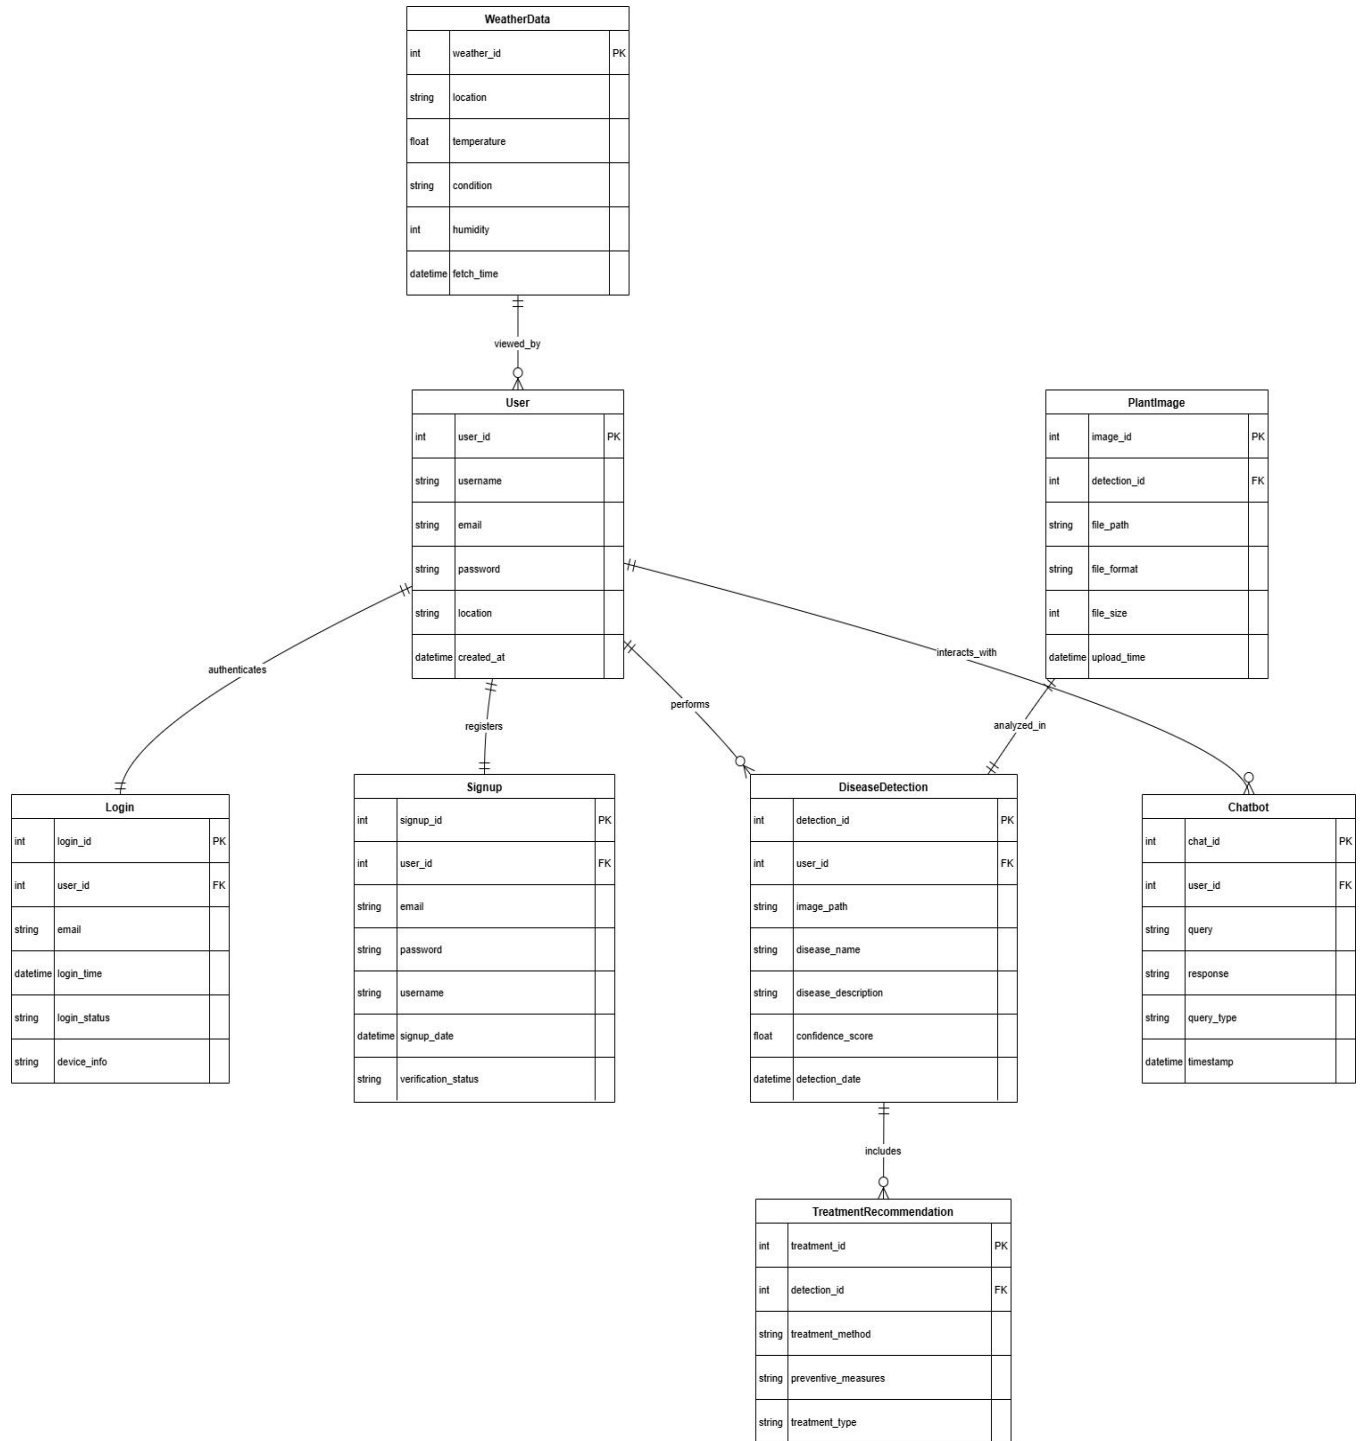 WeatherData
int weather_id PK
string location
float temperature
string condition
int humidity
datetime fetch_time
viewed_by
User
int user_id PK
string username
string email
string password
string location
datetime created_at
PlantImage
int image_id PK
int detection_id FK
string file_path
string file_format
int file_size
datetime upload_time
authenticates
registers
performs
interacts_with
analyzed_in
Login
int login_id PK
int user_id FK
string email
datetime login_time
string login_status
string device_info
Signup
int signup_id PK
int user_id FK
string email
string password
string username
datetime signup_date
string verification_status
DiseaseDetection
int detection_id PK
int user_id FK
string image_path
string disease_name
string disease_description
float confidence_score
datetime detection_date
Chatbot
int chat_id PK
int user_id FK
string query
string response
string query_type
datetime timestamp
includes
TreatmentRecommendation
int treatment_id PK
int detection_id FK
string treatment_method
string preventive_measures
string treatment_type